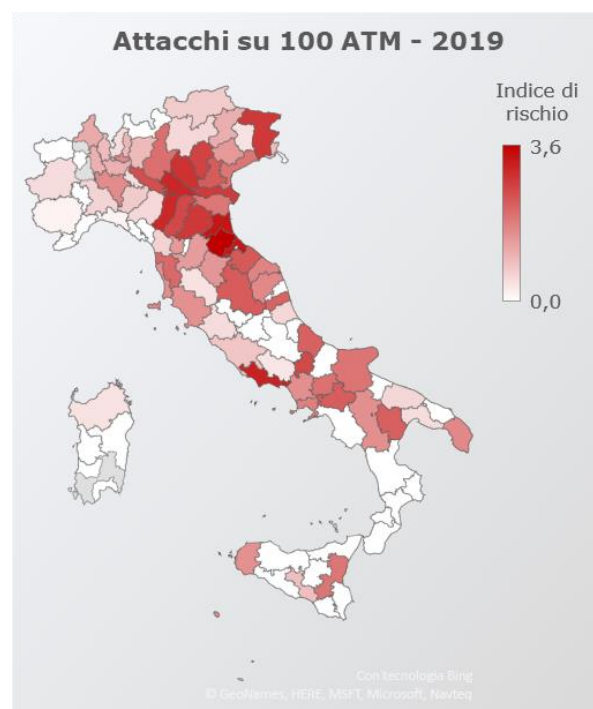 Attacchi su 100 ATM - 2019
Indice di
rischio
3,6
0,0
Con tecnologia Bing
© GeoNames, HERE, MSFT, Microsoft, Navteq